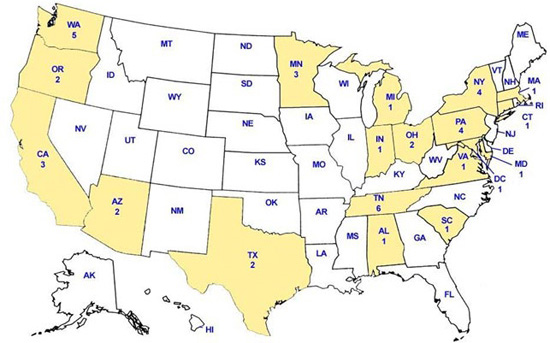 WA
5
MT
ND
MN
3
ME
OR
2
ID
SD
WI
VT
NH
MA
1
NY
4
MI
1
RI
CT
1
WY
NE
IA
PA
4
NJ
NV
UT
CO
IL
IN
1
OH
2
DE
MD
1
DC
1
CA
3
KS
MO
WV
VA
1
KY
AZ
2
NM
OK
AR
TN
6
NC
SC
1
TX
2
LA
MS
AL
1
GA
AK
HI
FL